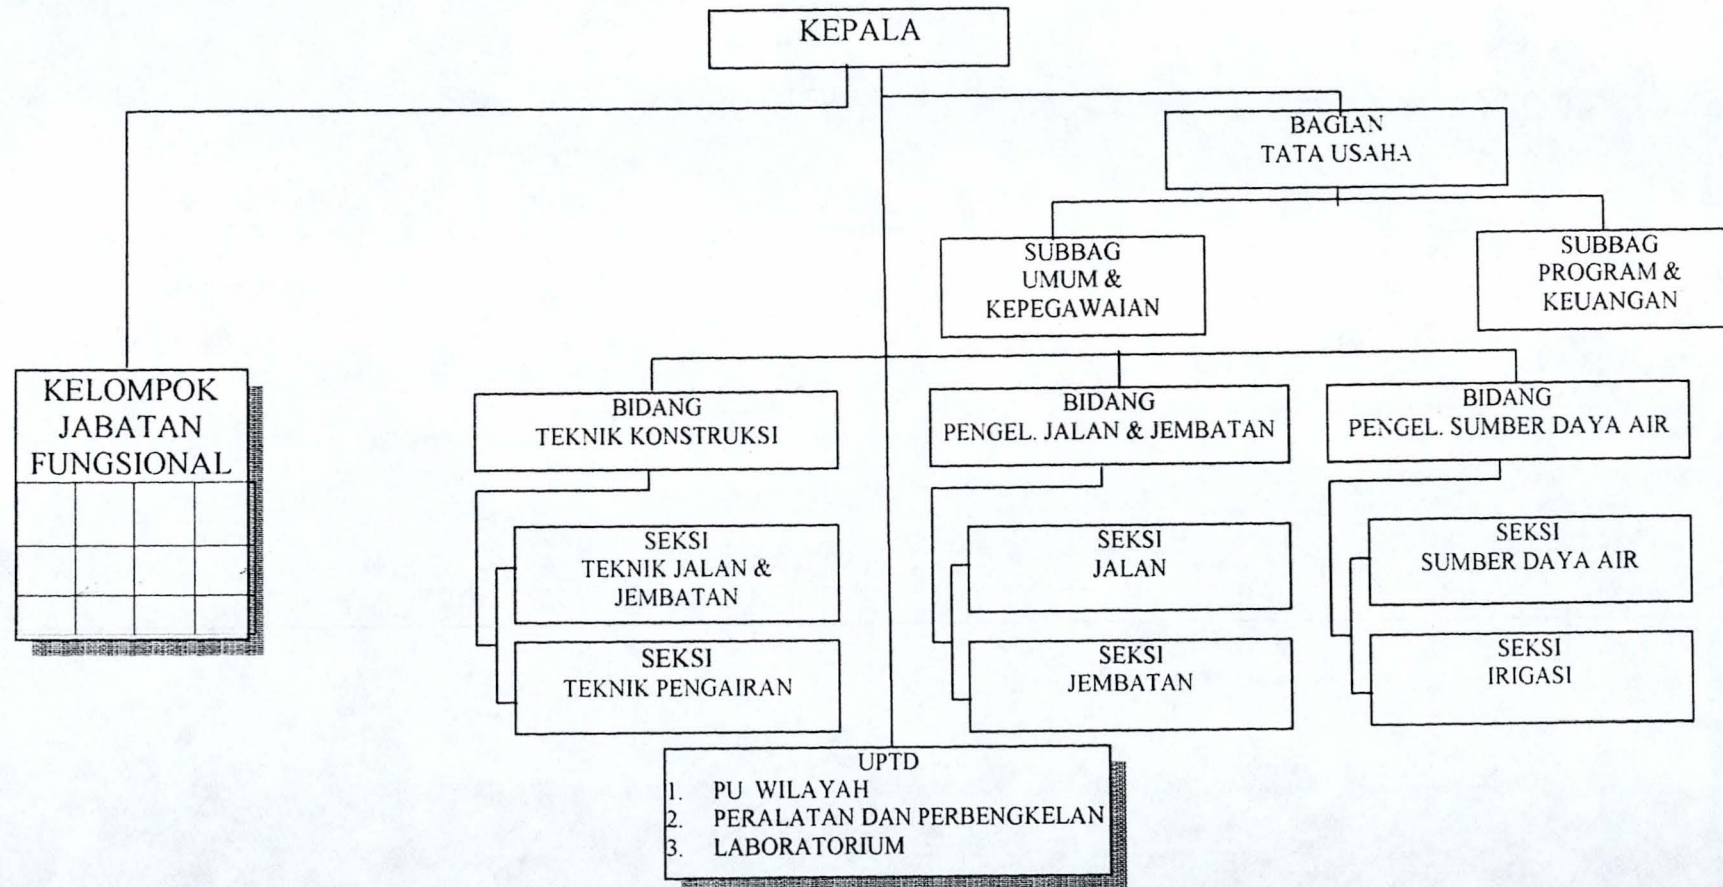 KEPALA
BAGIAN
TATA USAHA
SUBBAG
UMUM &
KEPEGAWAIAN
SUBBAG
PROGRAM &
KEUANGAN
KELOMPOK
JABATAN
FUNGSIONAL
BIDANG
TEKNIK KONSTRUKSI
BIDANG
PENGEL. JALAN & JEMBATAN
BIDANG
PENGEL. SUMBER DAYA AIR
SEKSI
TEKNIK JALAN &
JEMBATAN
SEKSI
TEKNIK PENGAIRAN
SEKSI
JALAN
SEKSI
JEMBATAN
SEKSI
SUMBER DAYA AIR
SEKSI
IRIGASI
UPTD
1. PU WILAYAH
2. PERALATAN DAN PERBENGKELAN
3. LABORATORIUM